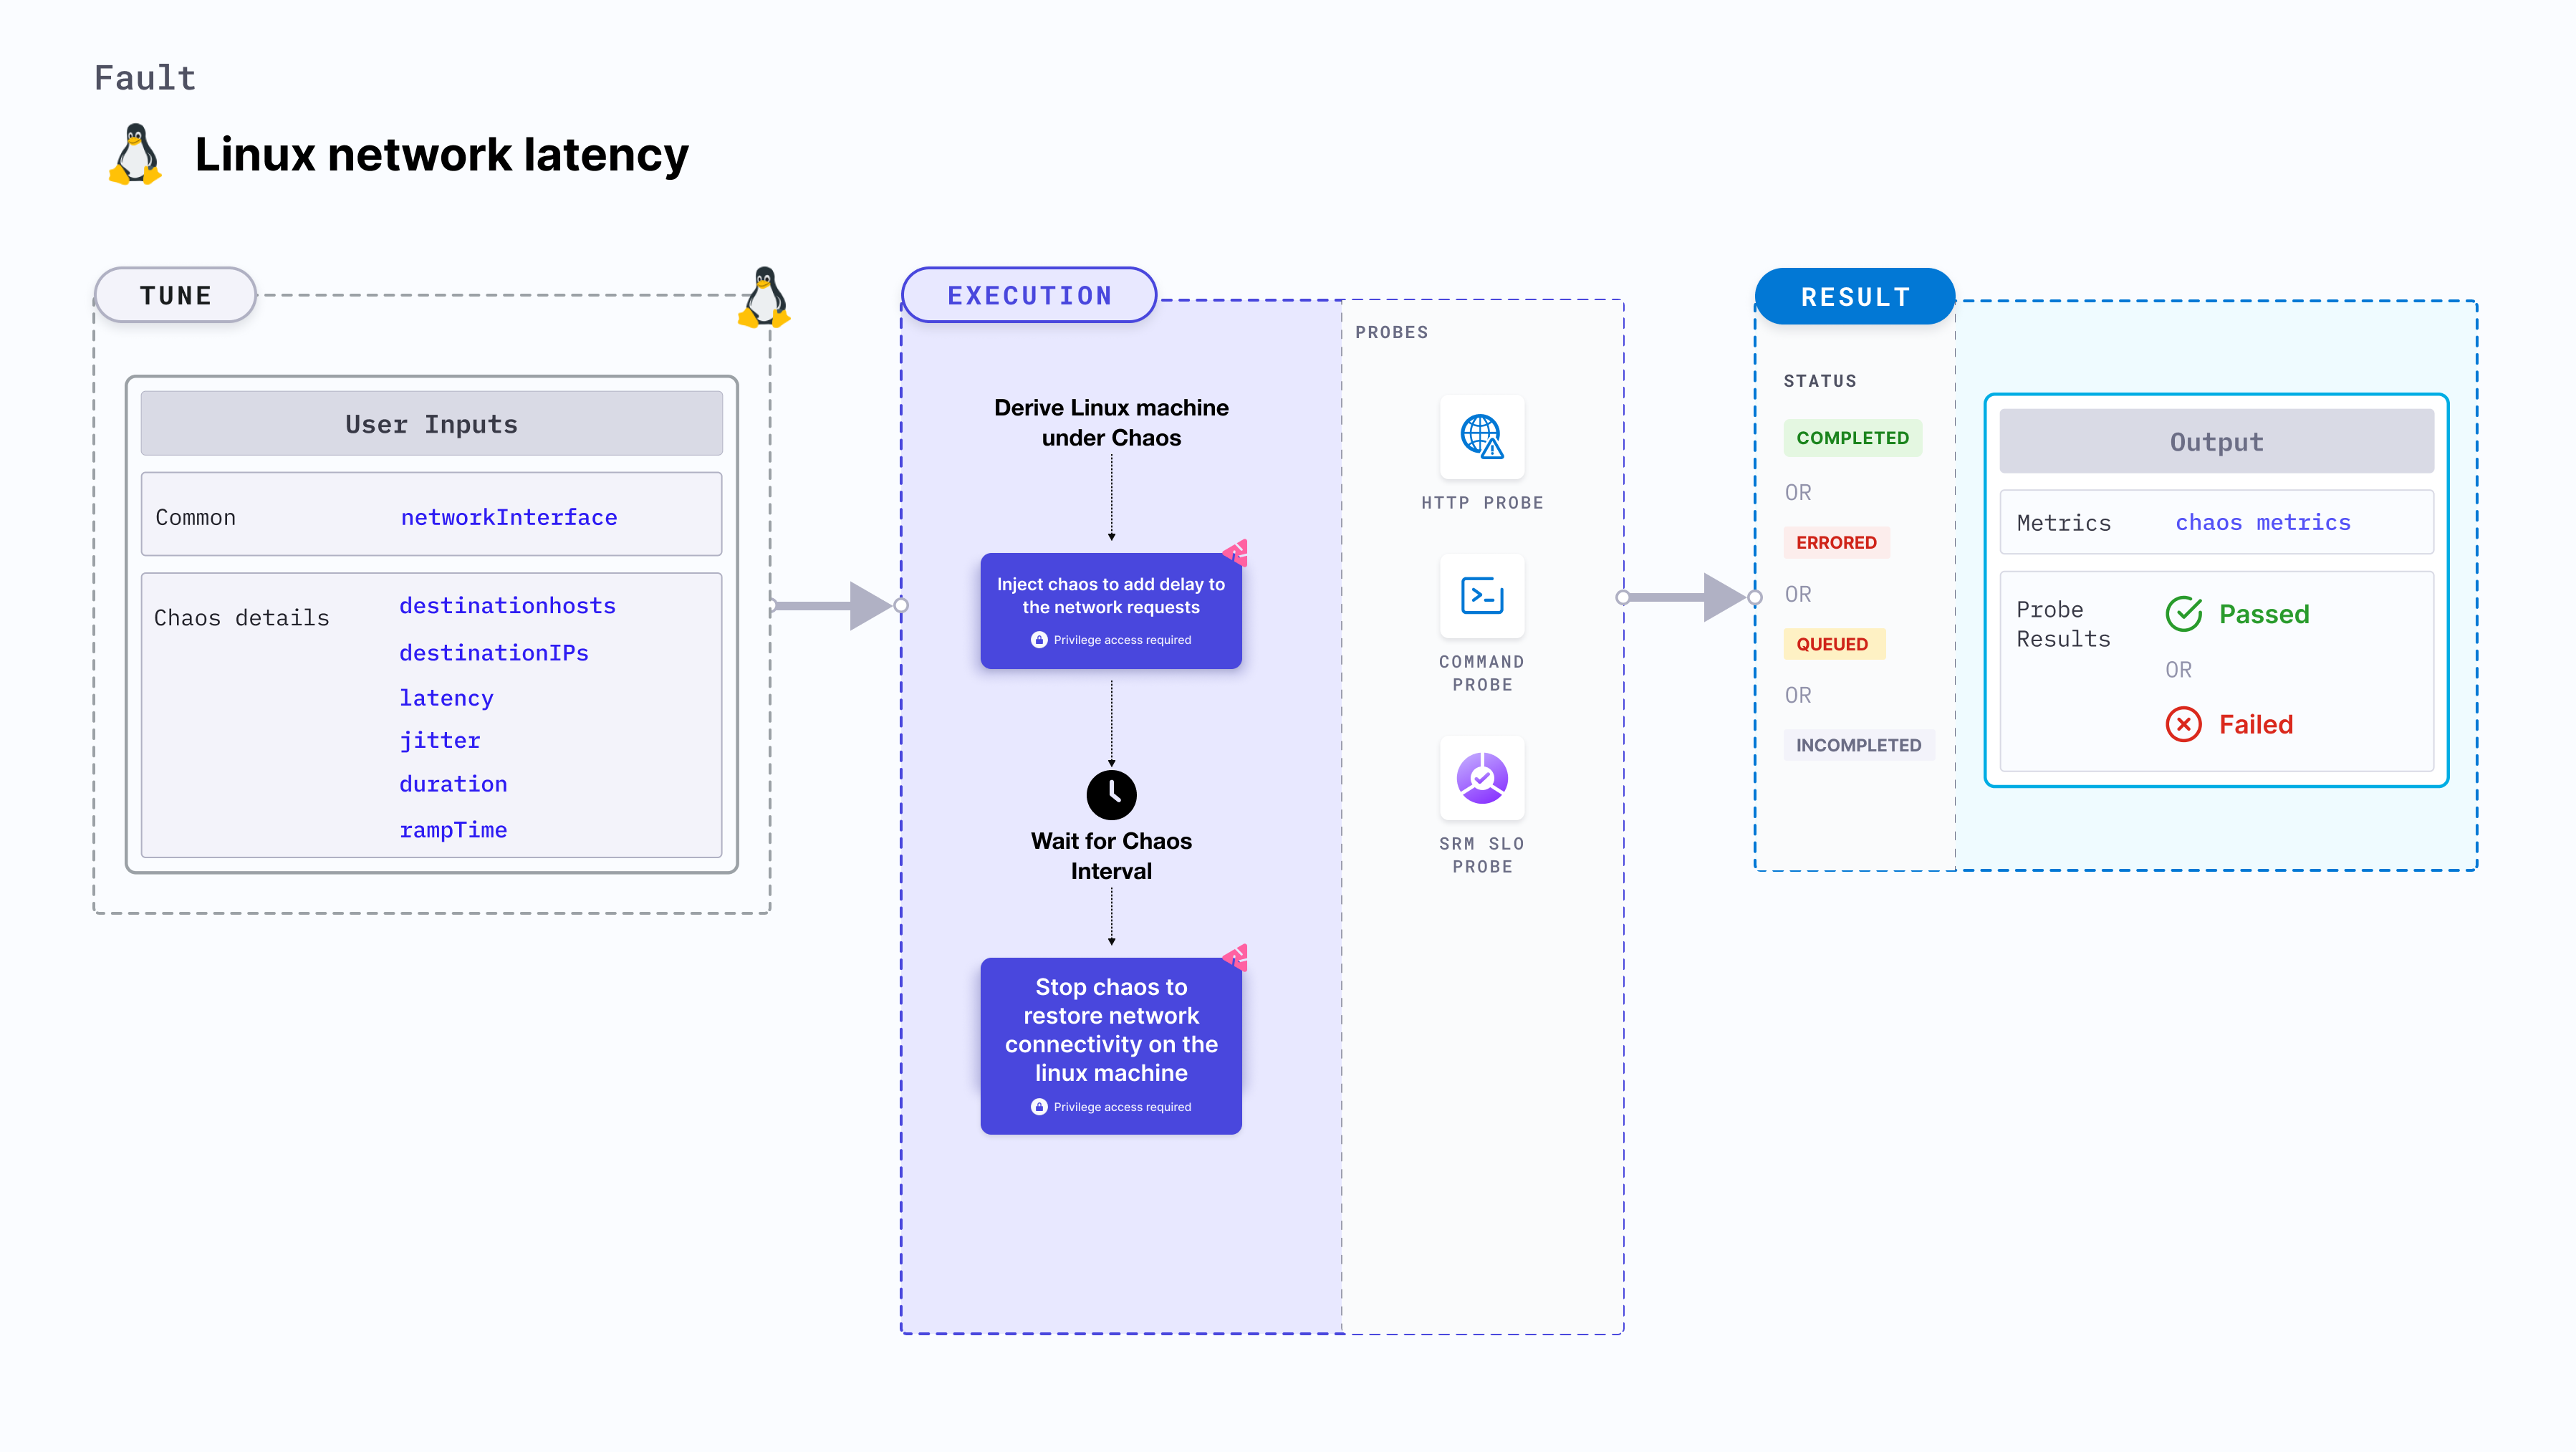 Fault
Linux network latency
TUNE
User Inputs
Common
networkInterface
Chaos details
destinationhosts
destinationIPs
latency
jitter
duration
rampTime
EXECUTION
Derive Linux machine
under Chaos
Inject chaos to add delay to
the network requests
Privilege access required
Wait for Chaos
Interval
Stop chaos to
restore network
connectivity on the
linux machine
Privilege access required
PROBES
HTTP PROBE
COMMAND
PROBE
SRM SLO
PROBE
RESULT
STATUS
COMPLETED
OR
ERRORED
OR
QUEUED
OR
INCOMPLETED
Output
Metrics
chaos metrics
Probe
Results
Passed
OR
Failed